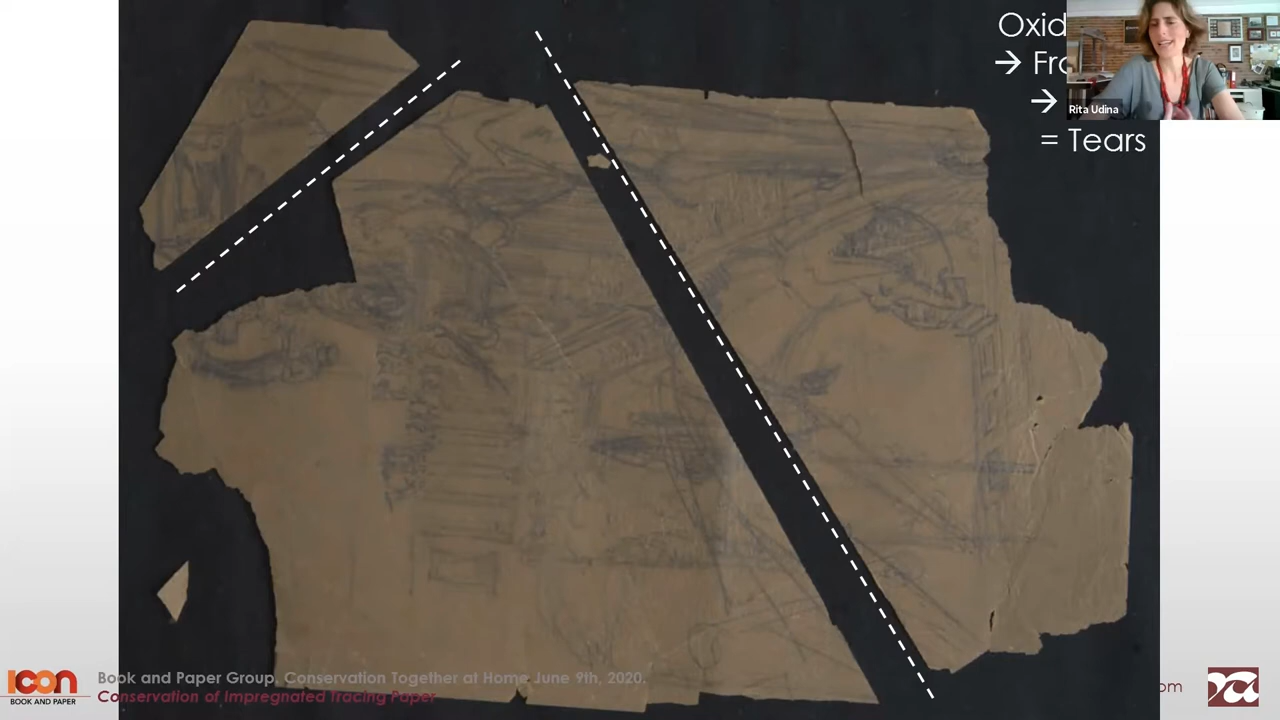 Oxid
→ Fr
→
= Tears
Rita Udina
Book and Paper Group. Conservation Together at Home June 9th, 2020.
Conservation of Impregnated Tracing Paper
icon
BOOK AND PAPER
om